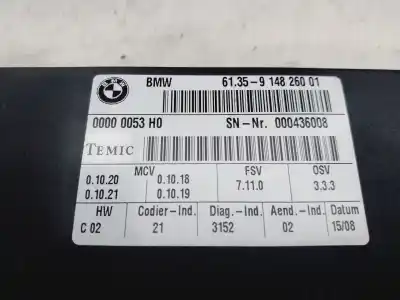 BMW
BMW 61.35-9 148 260 01
0000 0053 H0 SN-Nr. 000436008
TEMIC
MCV FSV OSV
0.10.20 0.10.18 7.11.0 3.3.3
0.10.21 0.10.19
HW Codier-Ind. Diag.-Ind. Aend.-Ind. Datum
C 02 21 3152 02 15/08